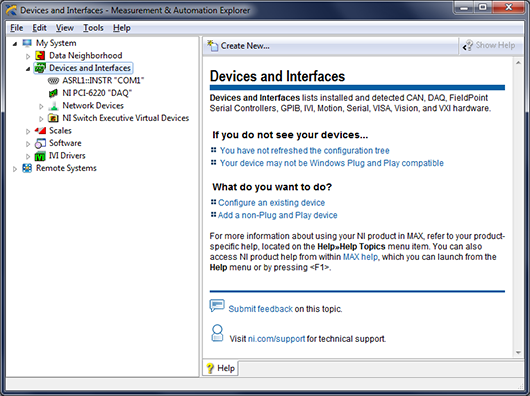 Devices and Interfaces - Measurement & Automation Explorer
File Edit View Tools Help
My System
Data Neighborhood
Devices and Interfaces
ASRL1::INSTR "COM1"
NI PCI-6220 "DAQ"
Network Devices
NI Switch Executive Virtual Devices
Scales
Software
IVI Drivers
Remote Systems
Create New...
Show Help
Devices and Interfaces
Devices and Interfaces lists installed and detected CAN, DAQ, FieldPoint
Serial Controllers, GPIB, IVI, Motion, Serial, VISA, Vision, and VXI hardware.
If you do not see your devices...
You have not refreshed the configuration tree
Your device may not be Windows Plug and Play compatible
What do you want to do?
Configure an existing device
Add a non-Plug and Play device
For more information about using your NI product in MAX, refer to your product-
specific help, located on the Help»Help Topics menu item. You can also
access NI product help from within MAX help, which you can launch from the
Help menu or by pressing <F1>.
Submit feedback on this topic.
Visit ni.com/support for technical support.
Help